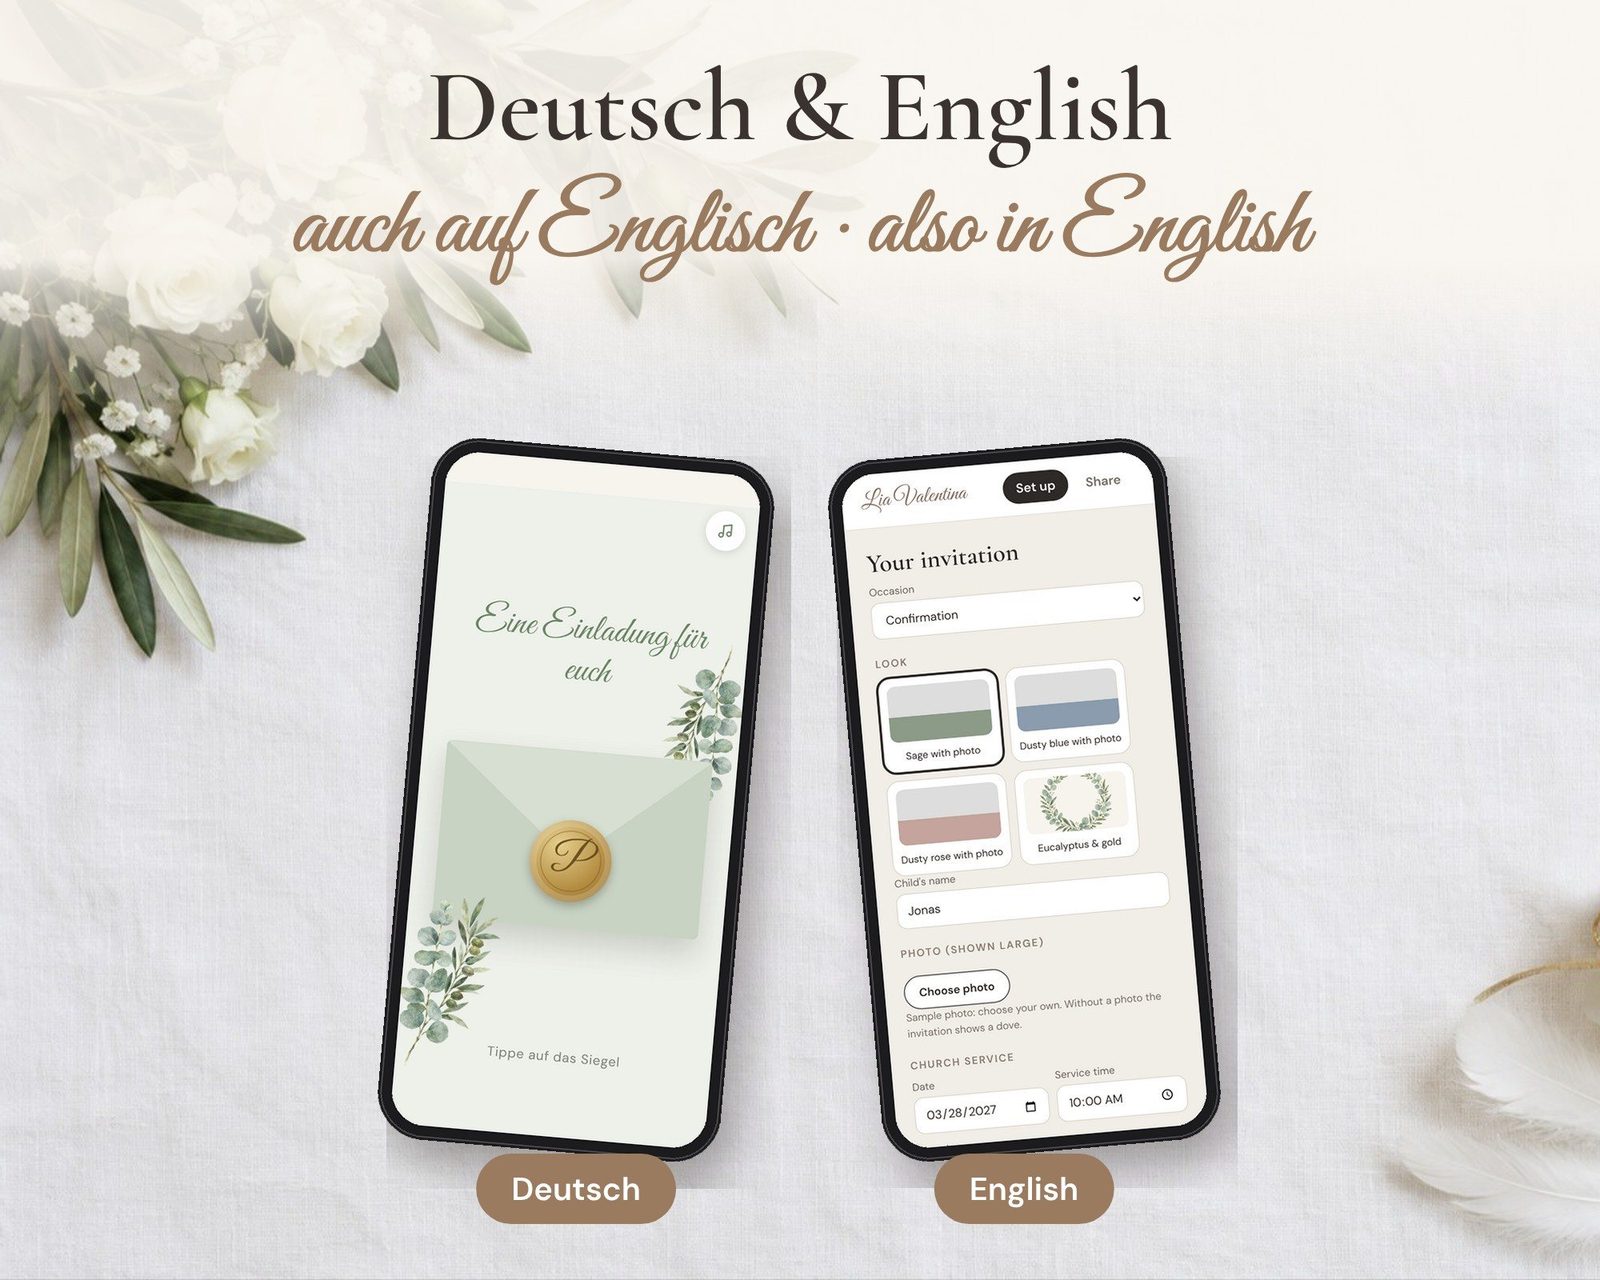 Deutsch & English
auch auf Englisch · also in English
Eine Einladung für
euch
P
Tippe auf das Siegel
Deutsch
Lia Valentina
Set up
Share
Your invitation
Occasion
Confirmation
LOOK
Sage with photo
Dusty blue with photo
Dusty rose with photo
Eucalyptus & gold
Child's name
Jonas
PHOTO (SHOWN LARGE)
Choose photo
Sample photo: choose your own. Without a photo the
invitation shows a dove.
CHURCH SERVICE
Date
Service time
03/28/2027
10:00 AM
English